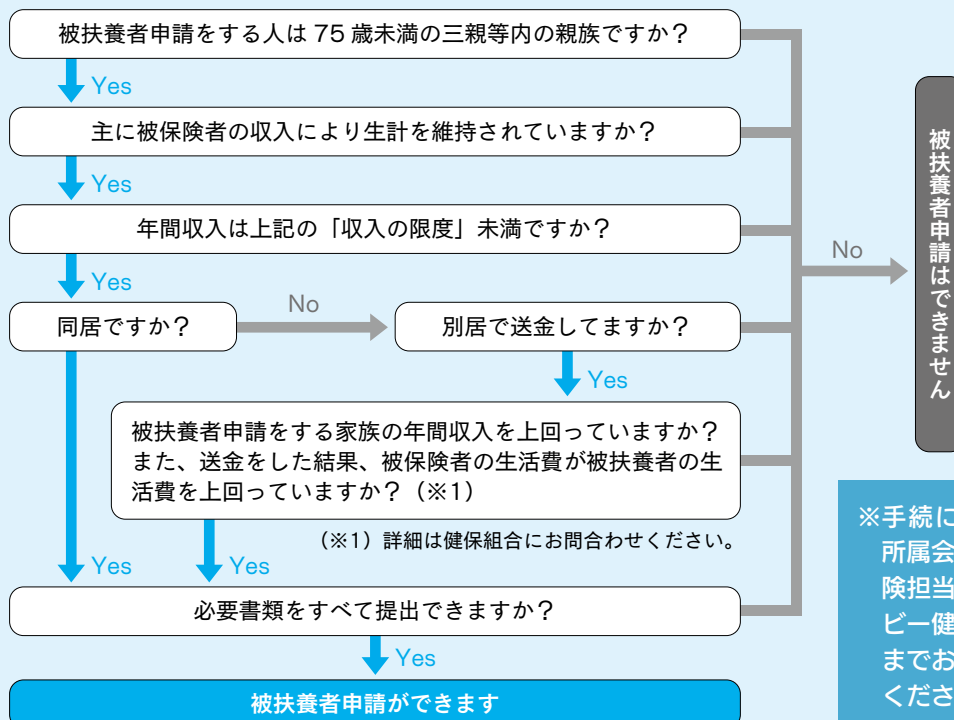 被扶養者申請をする人は 75 歳未満の三親等内の親族ですか？
Yes
主に被保険者の収入により生計を維持されていますか？
Yes
年間収入は上記の「収入の限度」未満ですか？
No
被扶養者申請はできません
Yes
同居ですか？
No
別居で送金してますか？
Yes
被扶養者申請をする家族の年間収入を上回っていますか？
また、送金をした結果、被保険者の生活費が被扶養者の生
活費を上回っていますか？（※1）
（※1）詳細は健保組合にお問合わせください。
Yes
Yes
必要書類をすべて提出できますか？
Yes
被扶養者申請ができます
※手続に
所属会
険担当
ビー健
までお
くださ